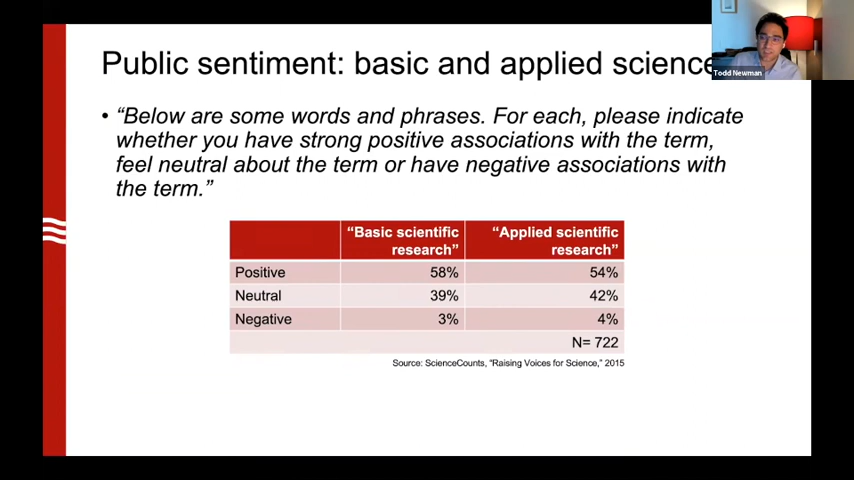 Public sentiment: basic and applied science
Todd Newman
• “Below are some words and phrases. For each, please indicate
whether you have strong positive associations with the term,
feel neutral about the term or have negative associations with
the term.”
“Basic scientific research” “Applied scientific research”
Positive 58% 54%
Neutral 39% 42%
Negative 3% 4%
N= 722
Source: ScienceCounts, “Raising Voices for Science,” 2015